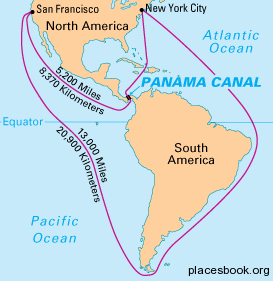 San Francisco
New York City
North America
Atlantic
Ocean
5,200 Miles
8,370 Kilometers
PANAMA CANAL
Equator
13,000 Miles
20,900 Kilometers
South
America
Pacific
Ocean
placesbook.org